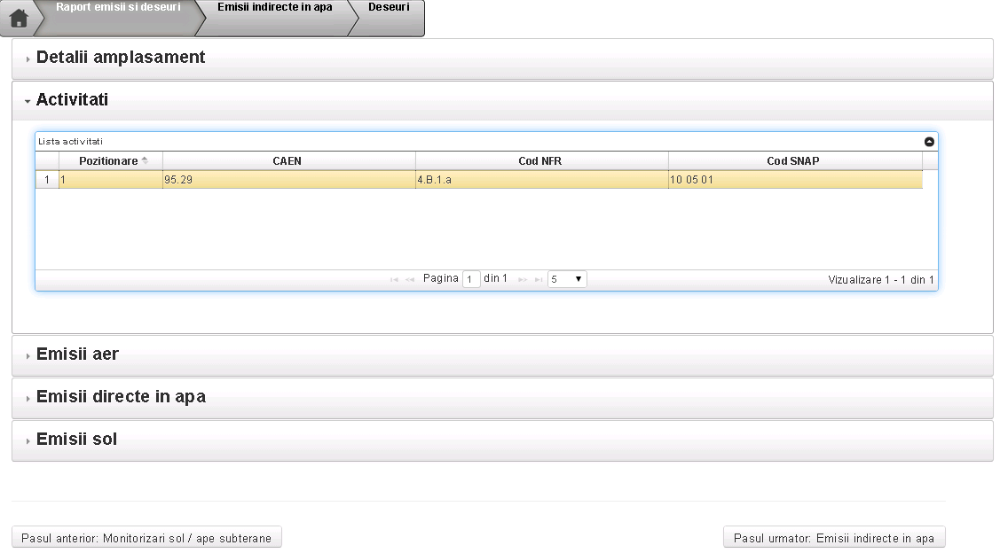 Raport emisii si deseuri Emisii indirecte in apa Deseuri
Detalii amplasament
Activitati
Lista activitati
Pozitionare CAEN Cod NFR Cod SNAP
1 1 95.29 4.B.1.a 10 05 01
Pagina 1 din 1 5 Vizualizare 1 - 1 din 1
Emisii aer
Emisii directe in apa
Emisii sol
Pasul anterior: Monitorizari sol / ape subterane Pasul urmator: Emisii indirecte in apa